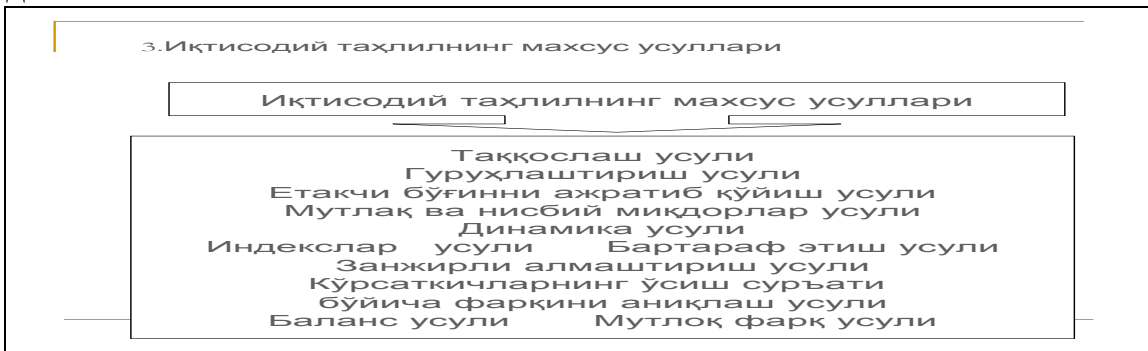 3.Иқтисодий таҳлилнинг махсус усуллари
Иқтисодий таҳлилнинг махсус усуллари
Таққослаш усули
Гуруҳлаштириш усули
Етакчи бўғинни ажратиб қўйиш усули
Мутлақ ва нисбий миқдорлар усули
Динамика усули
Индекслар усули Бартараф этиш усули
Занжирли алмаштириш усули
Кўрсаткичларнинг ўсиш суръати
бўйича фарқини аниқлаш усули
Баланс усули Мутлоқ фарқ усули